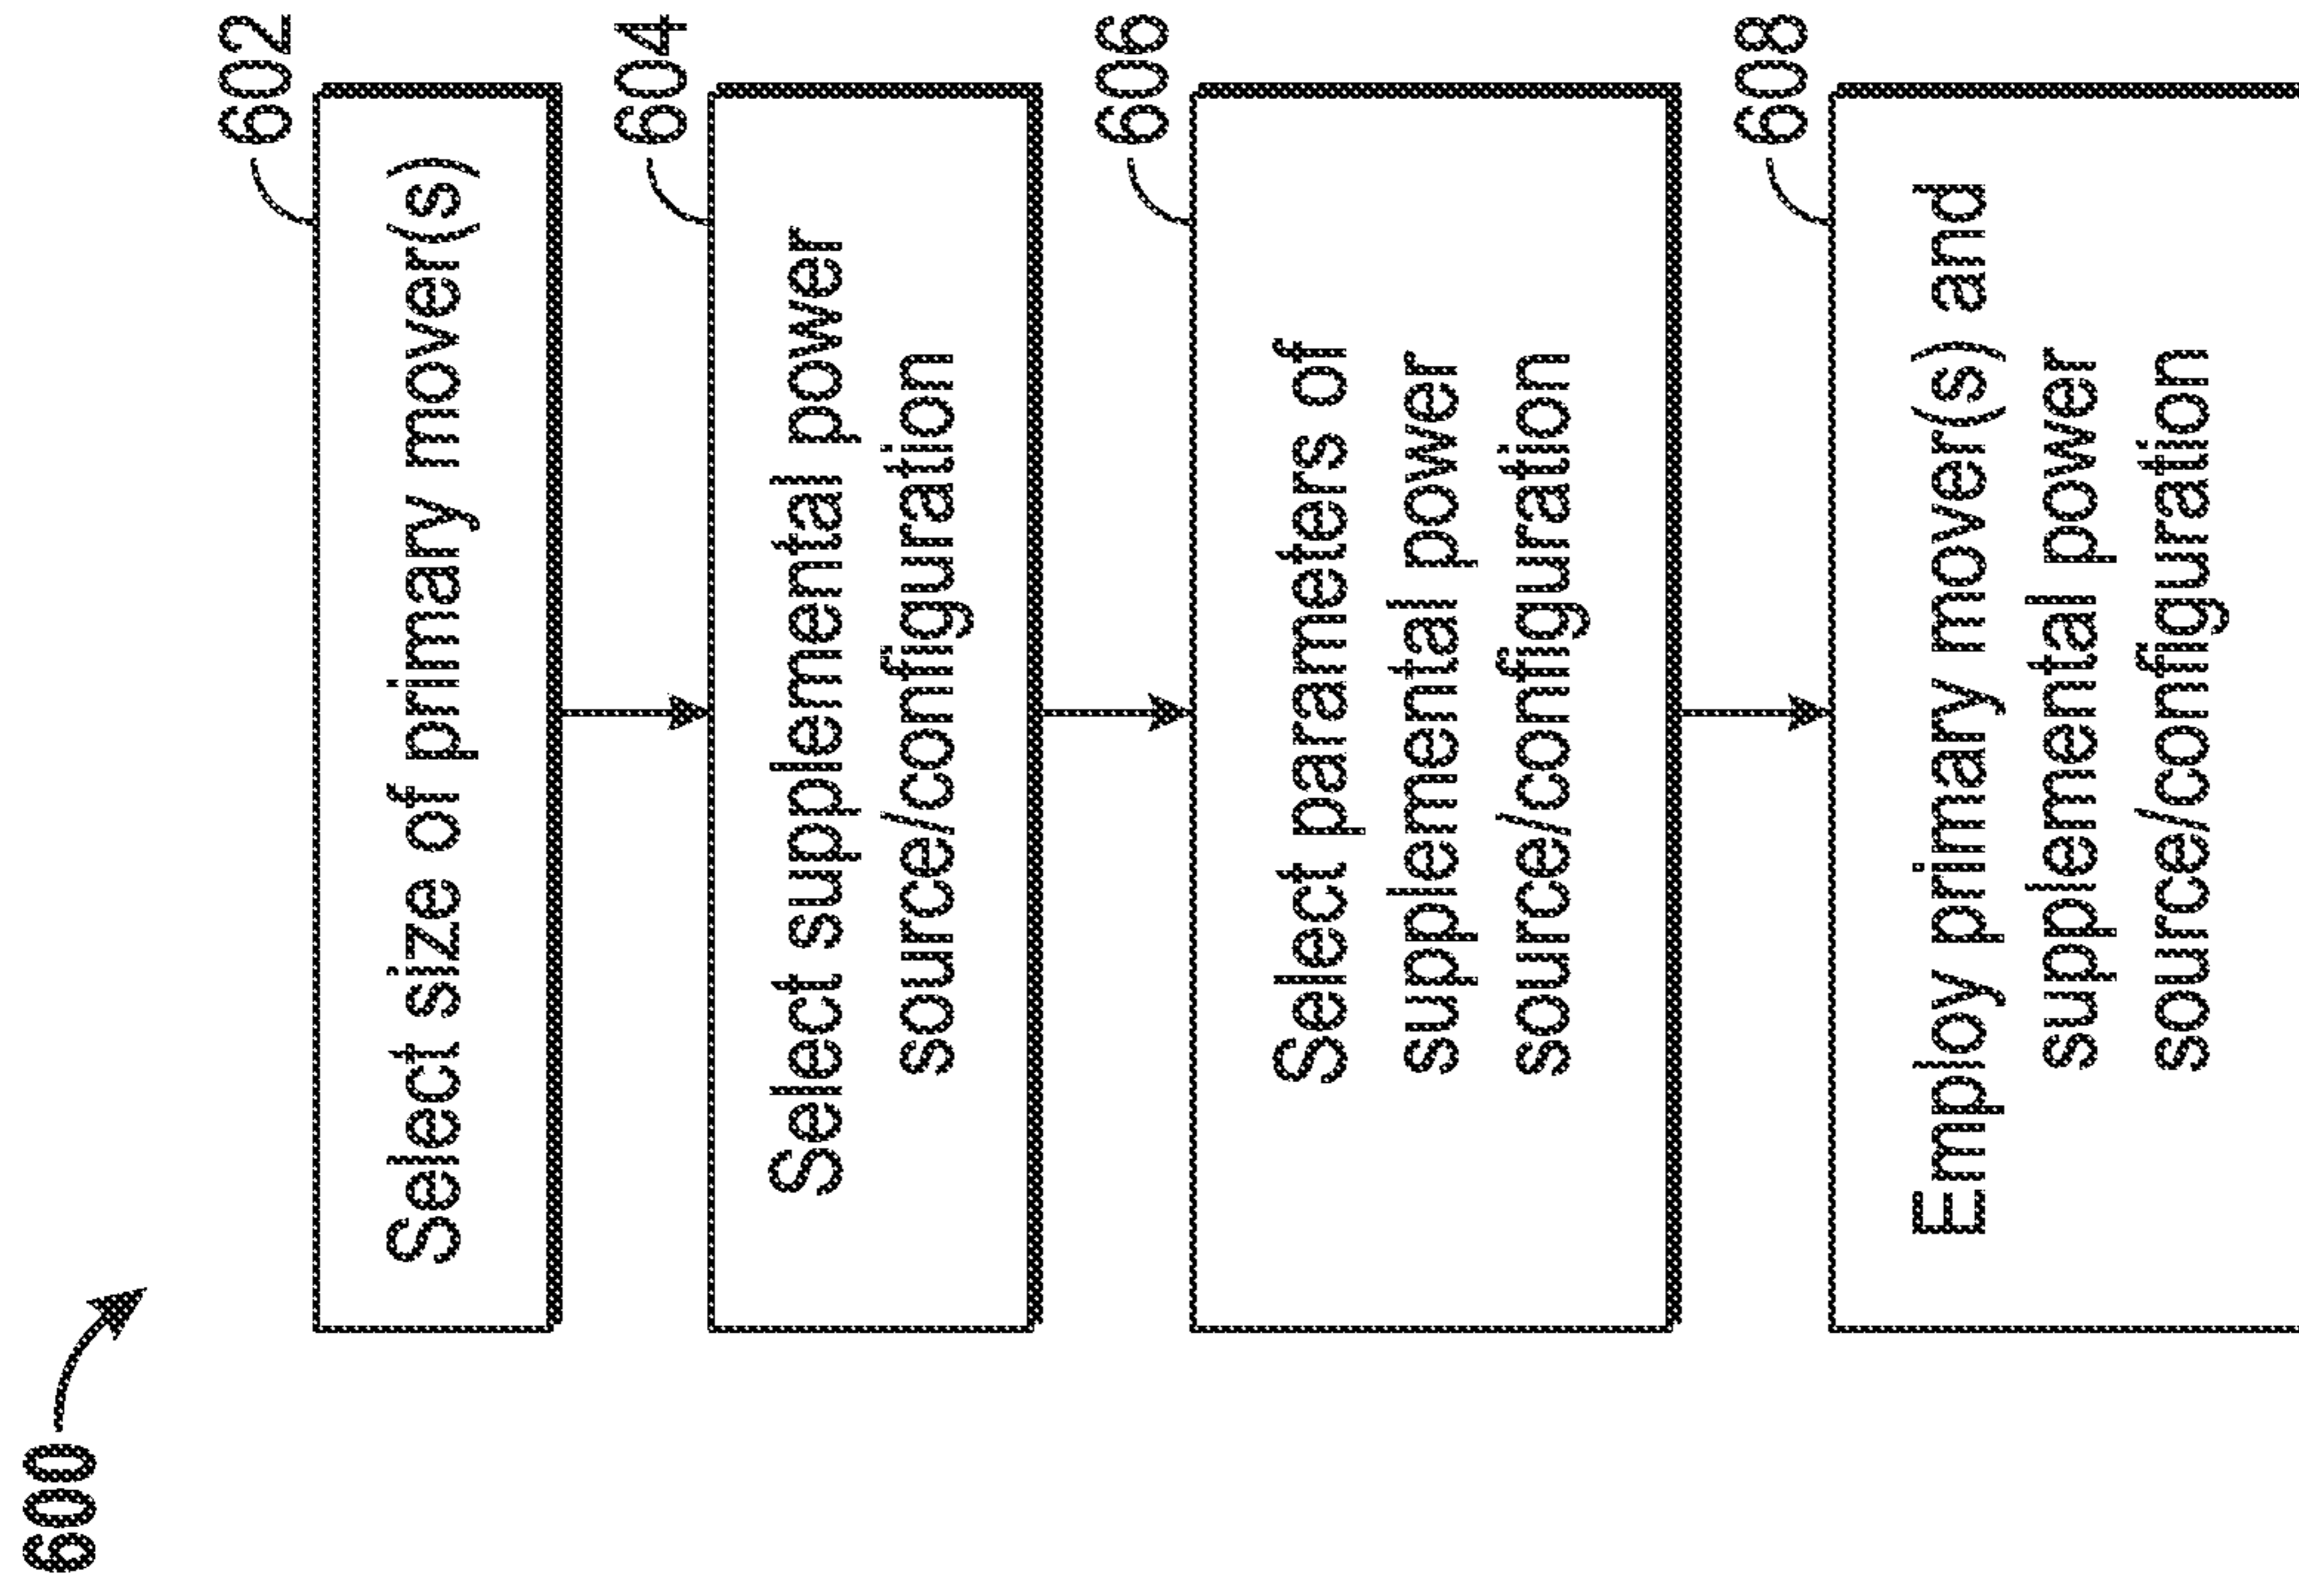 600
602
Select size of primary mover(s)
604
Select supplemental power
source/configuration
606
Select parameters of
supplemental power
source/configuration
608
Employ primary mover(s) and
supplemental power
source/configuration